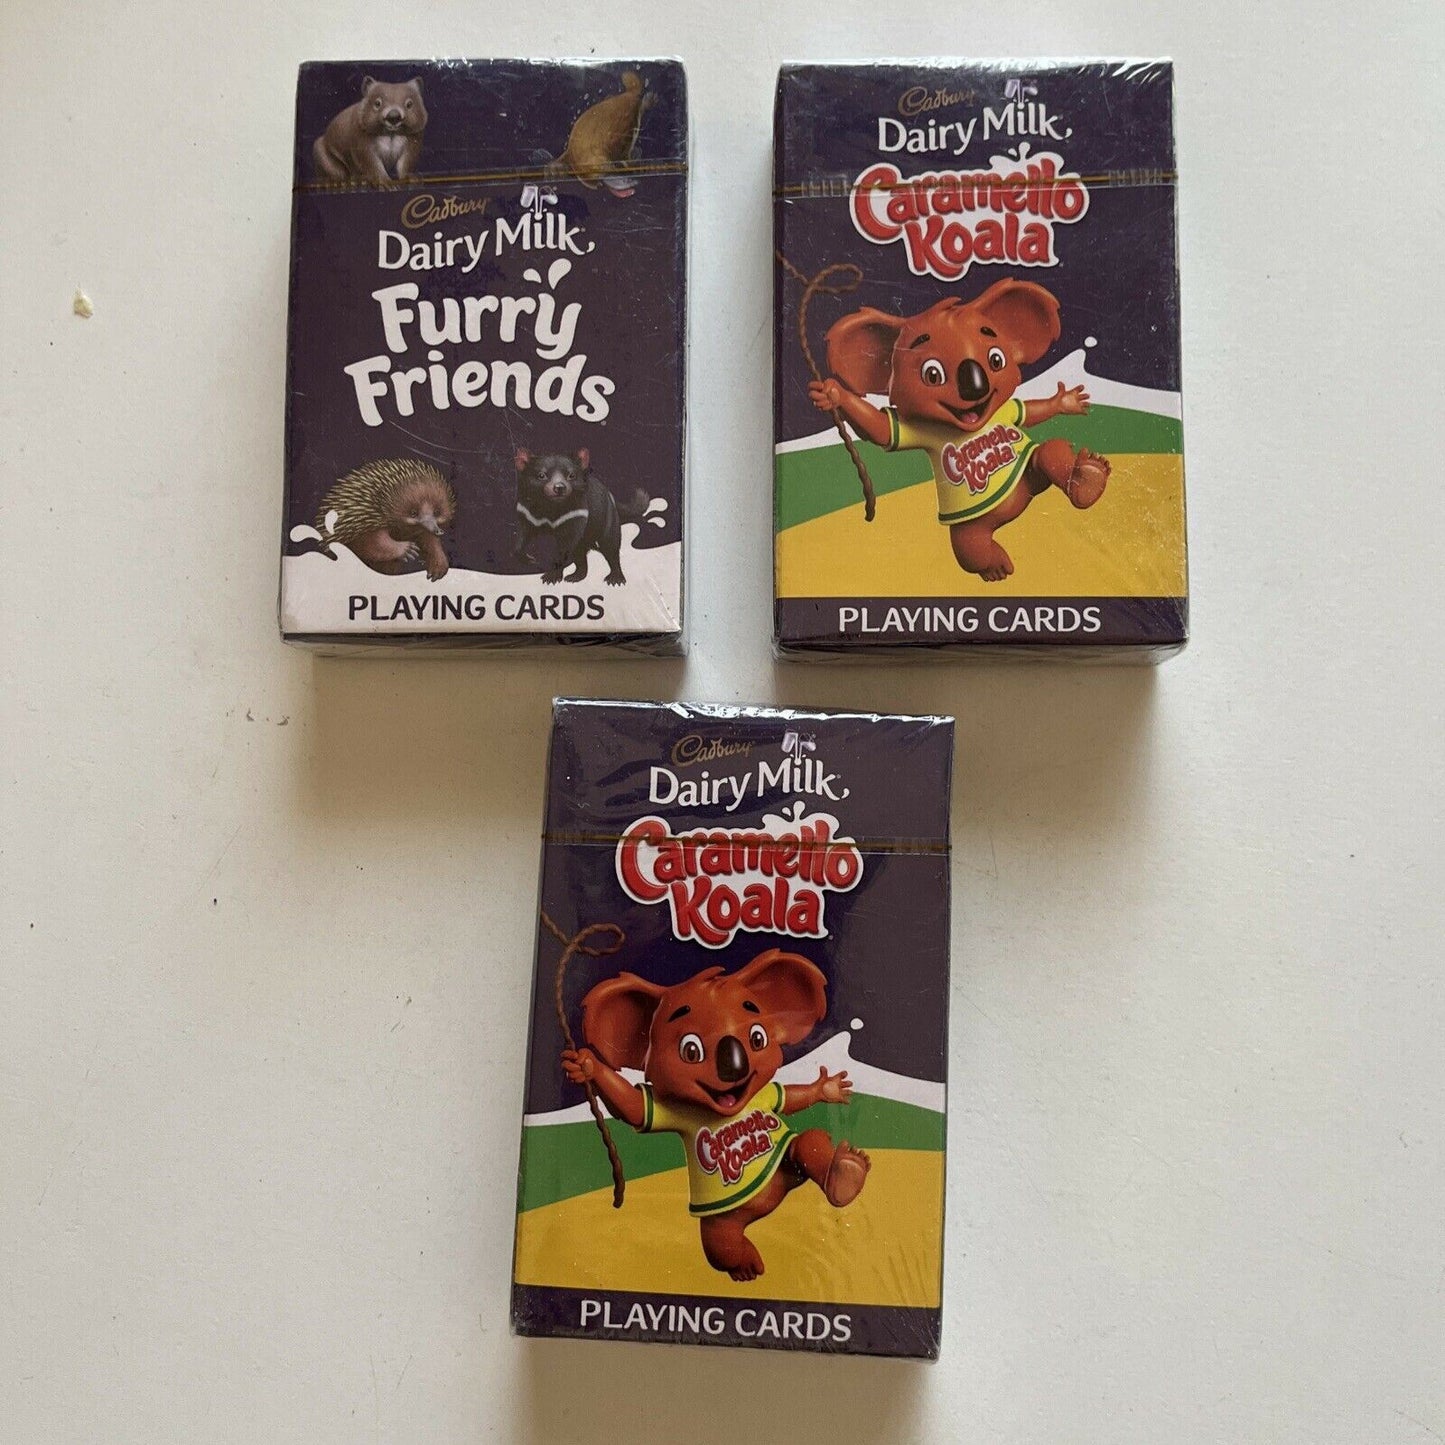 Cadbury
Dairy Milk
Furry
Friends
PLAYING CARDS
Cadbury
Dairy Milk
Caramello
Koala
Caramello
Koala
PLAYING CARDS
Cadbury
Dairy Milk
Caramello
Koala
Caramello
Koala
PLAYING CARDS